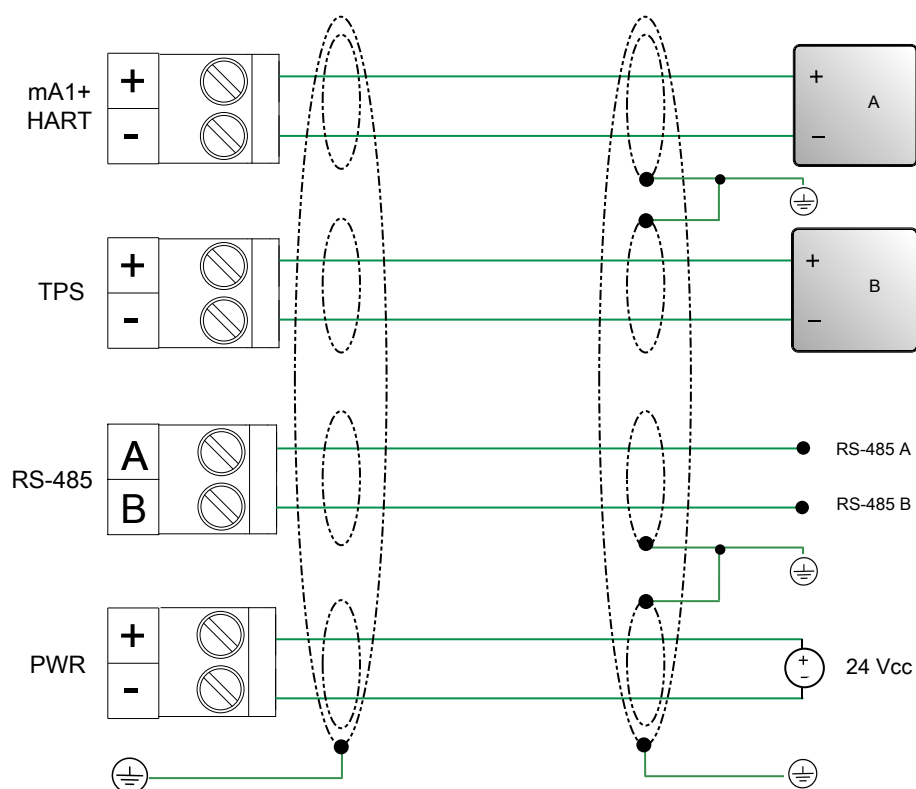 mA1+
HART
+
-
+
–
A
TPS
+
-
+
–
B
RS-485
A
B
RS-485 A
RS-485 B
PWR
+
-
+
-
24 Vcc